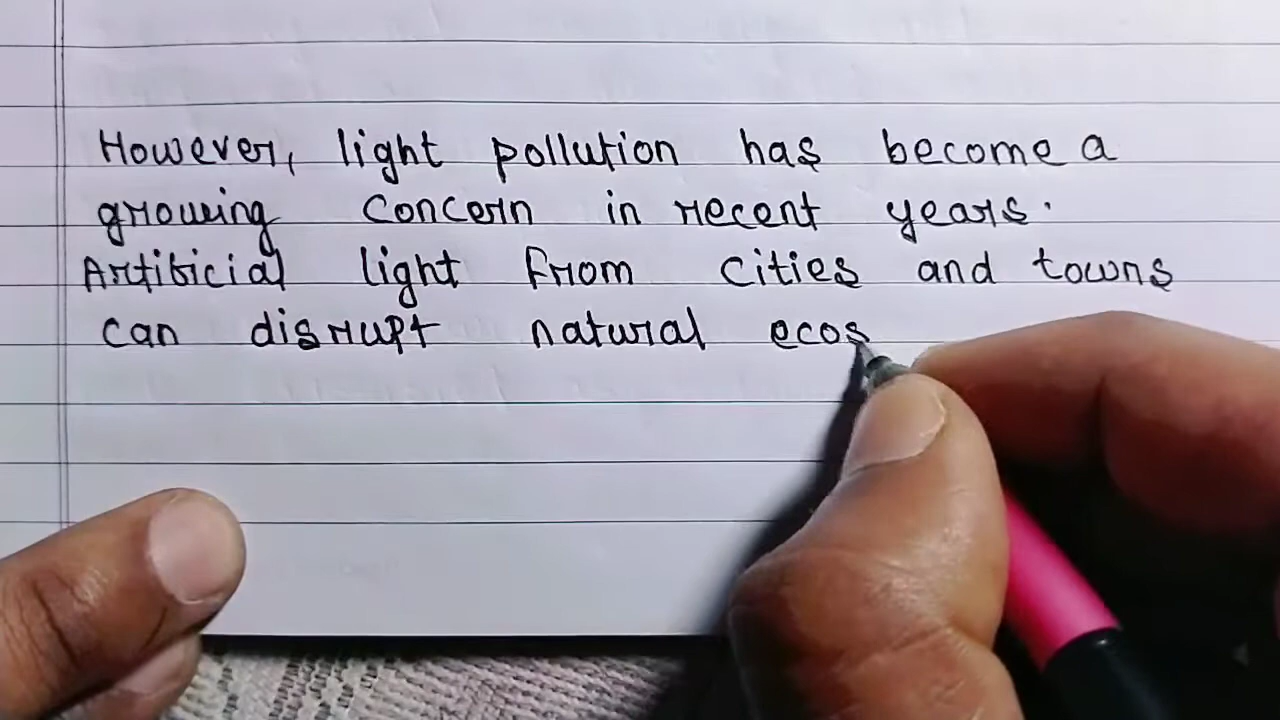 However, light pollution has become a
growing concern in recent years.
Artificial light from cities and towns
can disrupt natural ecos